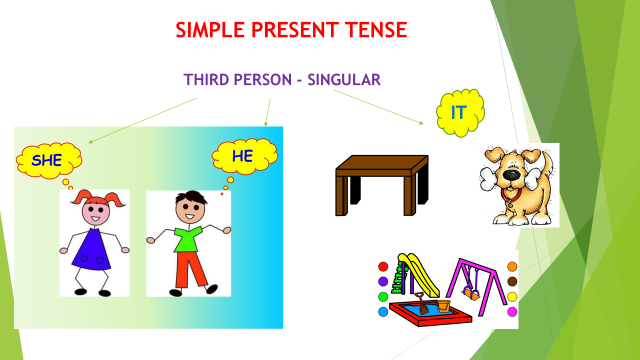 SIMPLE PRESENT TENSE
THIRD PERSON - SINGULAR
IT
SHE
HE